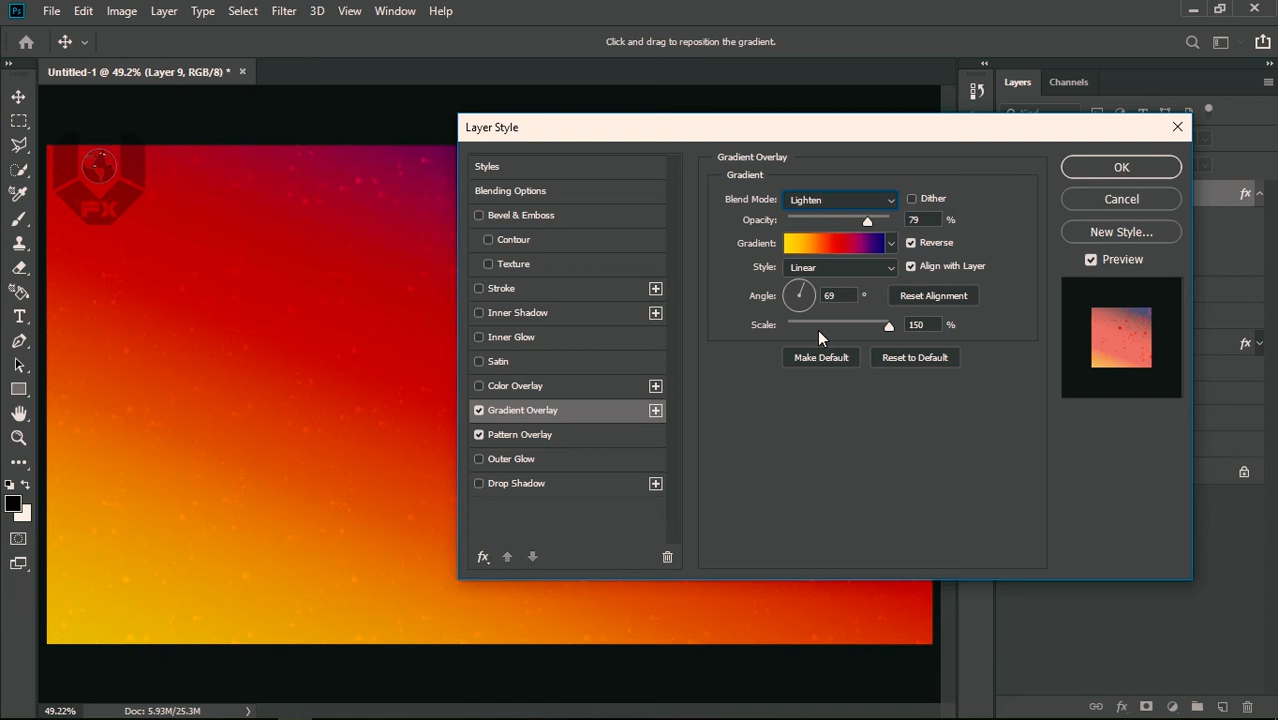 Ps File Edit Image Layer Type Select Filter 3D View Window Help
Click and drag to reposition the gradient.
Untitled-1 @ 49.2% (Layer 9, RGB/8) *
Layers Channels
Layer Style
Styles
Blending Options
Bevel & Emboss
Contour
Texture
Stroke
Inner Shadow
Inner Glow
Satin
Color Overlay
Gradient Overlay
Pattern Overlay
Outer Glow
Drop Shadow
fx
Gradient Overlay
Gradient
Blend Mode: Lighten Dither
Opacity: 79 %
Gradient: Reverse
Style: Linear Align with Layer
Angle: 69 ° Reset Alignment
Scale: 150 %
Make Default Reset to Default
OK
Cancel
New Style...
Preview
fx
fx
FX
49.22% Doc: 5.93M/25.3M
fx